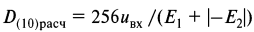 D(10)расч = 256uвх /(E1 + |–E2|)